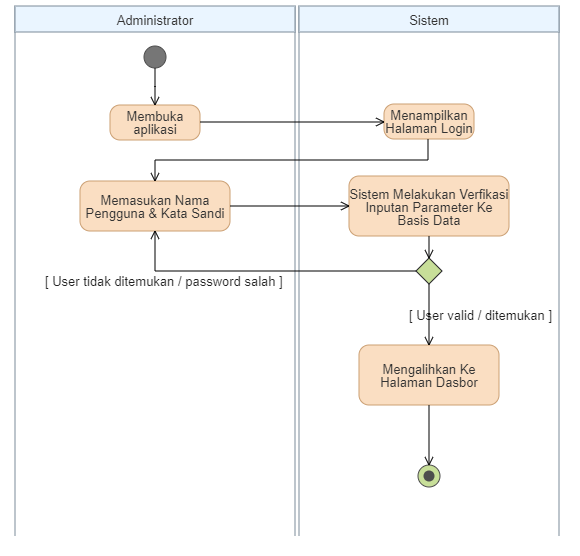 Administrator
Sistem
Membuka
aplikasi
Menampilkan
Halaman Login
Memasukan Nama
Pengguna & Kata Sandi
Sistem Melakukan Verfikasi
Inputan Parameter Ke
Basis Data
[ User tidak ditemukan / password salah ]
[ User valid / ditemukan ]
Mengalihkan Ke
Halaman Dasbor